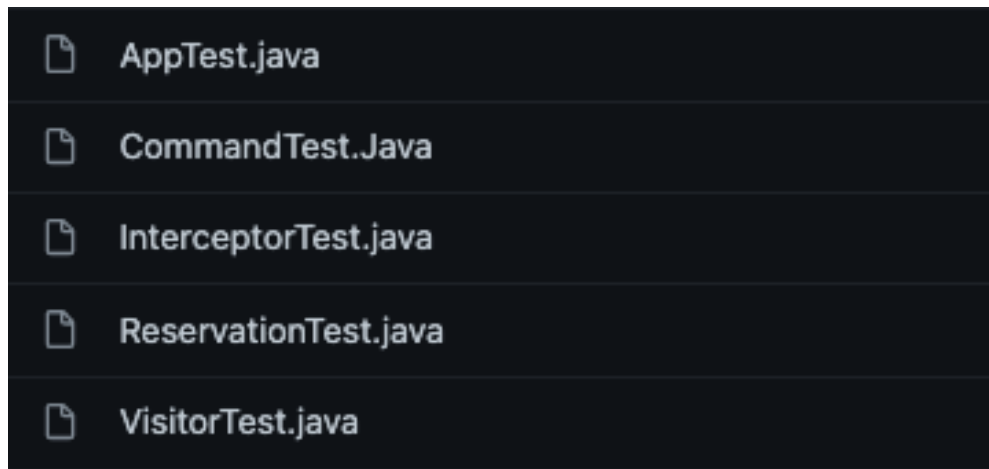 AppTest.java
CommandTest.Java
InterceptorTest.java
ReservationTest.java
VisitorTest.java